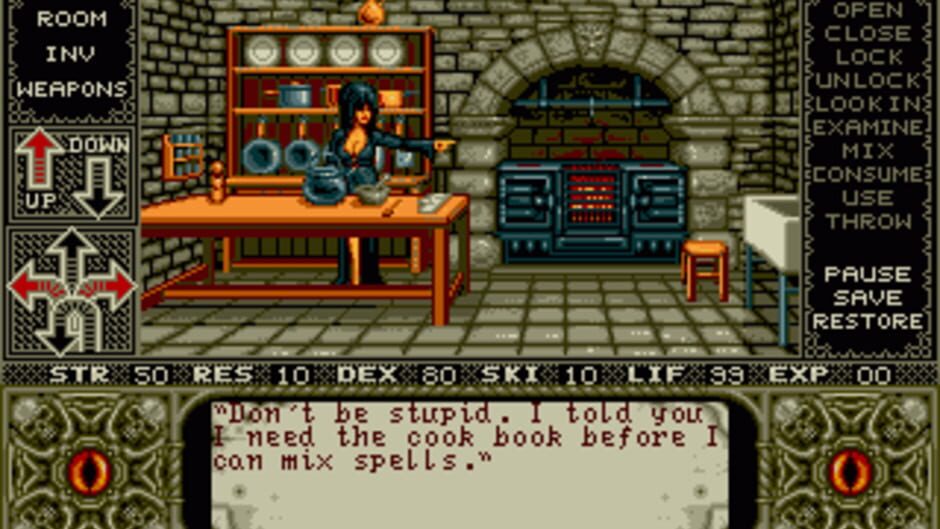 ROOM
INV
WEAPONS
DOWN
UP
OPEN
CLOSE
LOCK
UNLOCK
LOOK IN
EXAMINE
MIX
CONSUME
USE
THROW
PAUSE
SAVE
RESTORE
STR 50 RES 10 DEX 80 SKI 10 LIF 99 EXP 00
"Don't be stupid. I told you
I need the cook book before I
can mix spells."